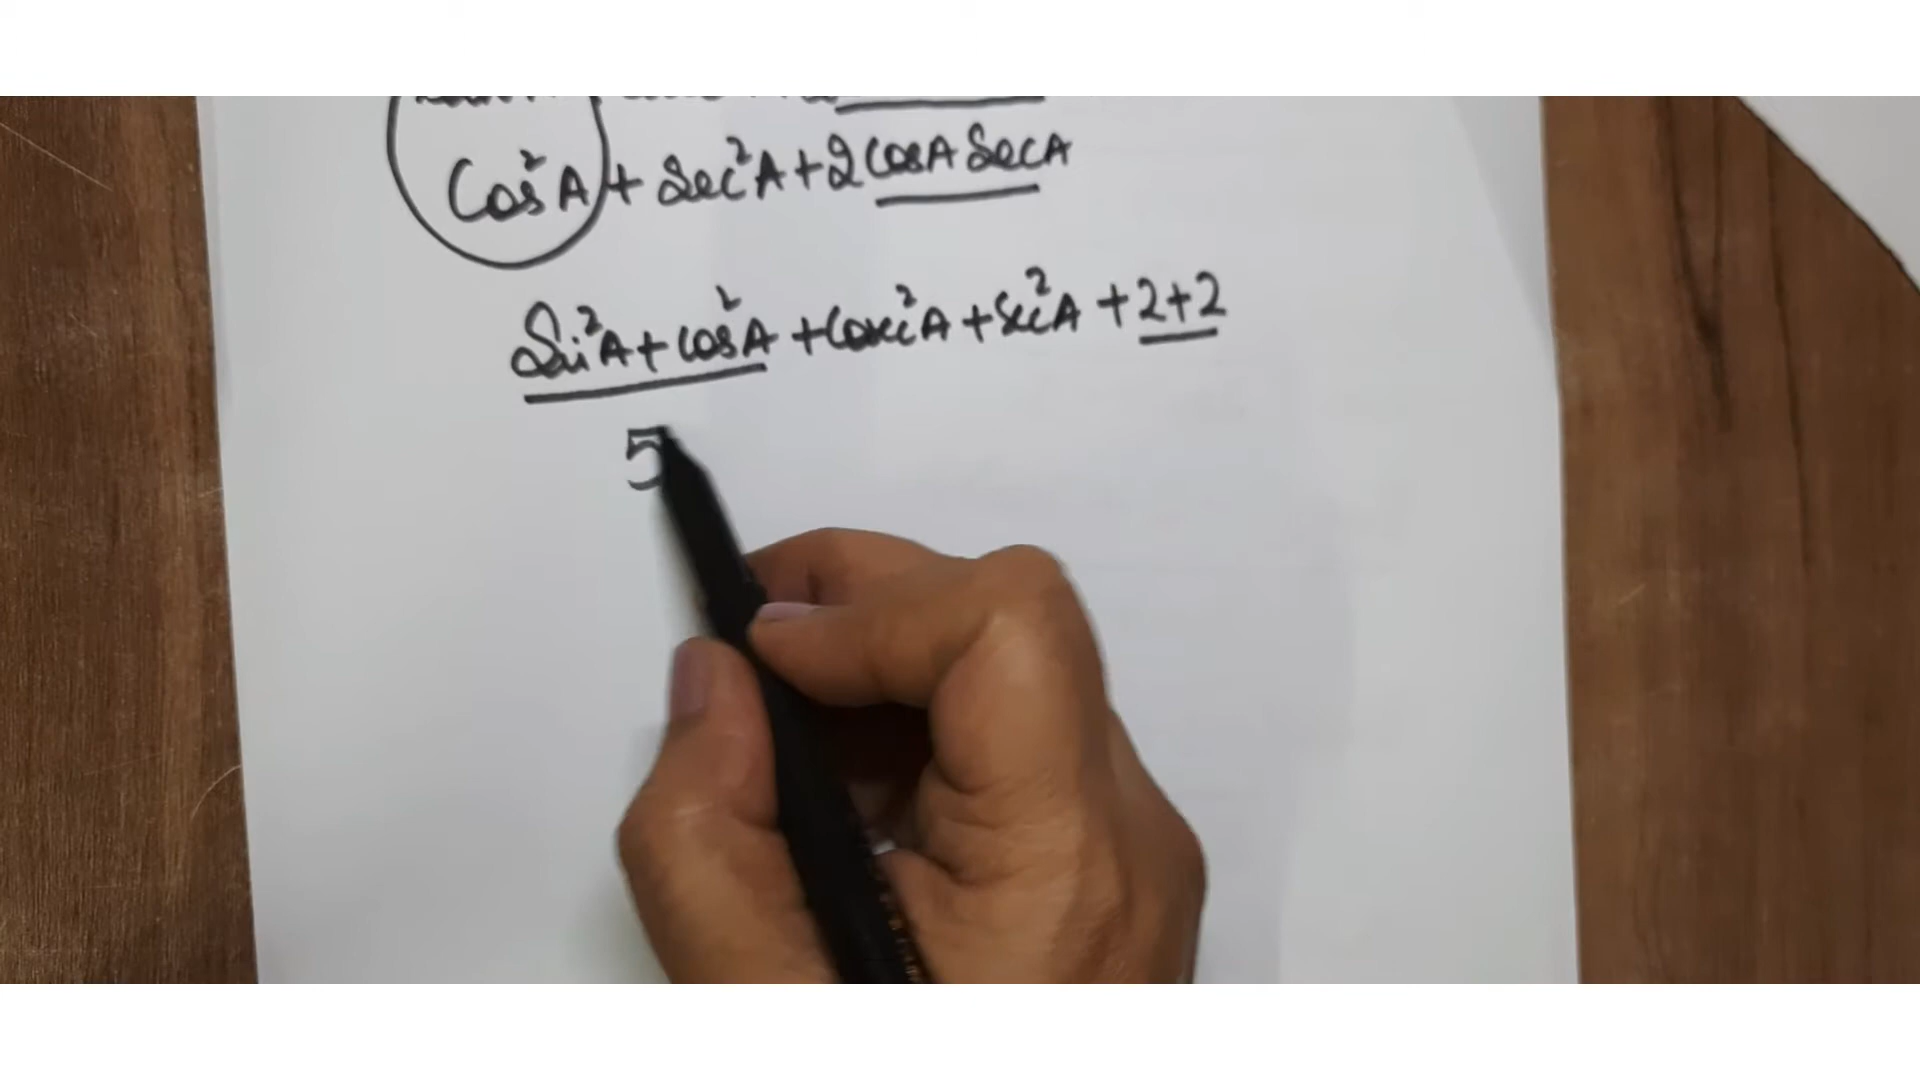 Cos²A + Sec²A + 2 CosA SecA
Sin²A + cos²A + Cosec²A + Sec²A + 2 + 2
5